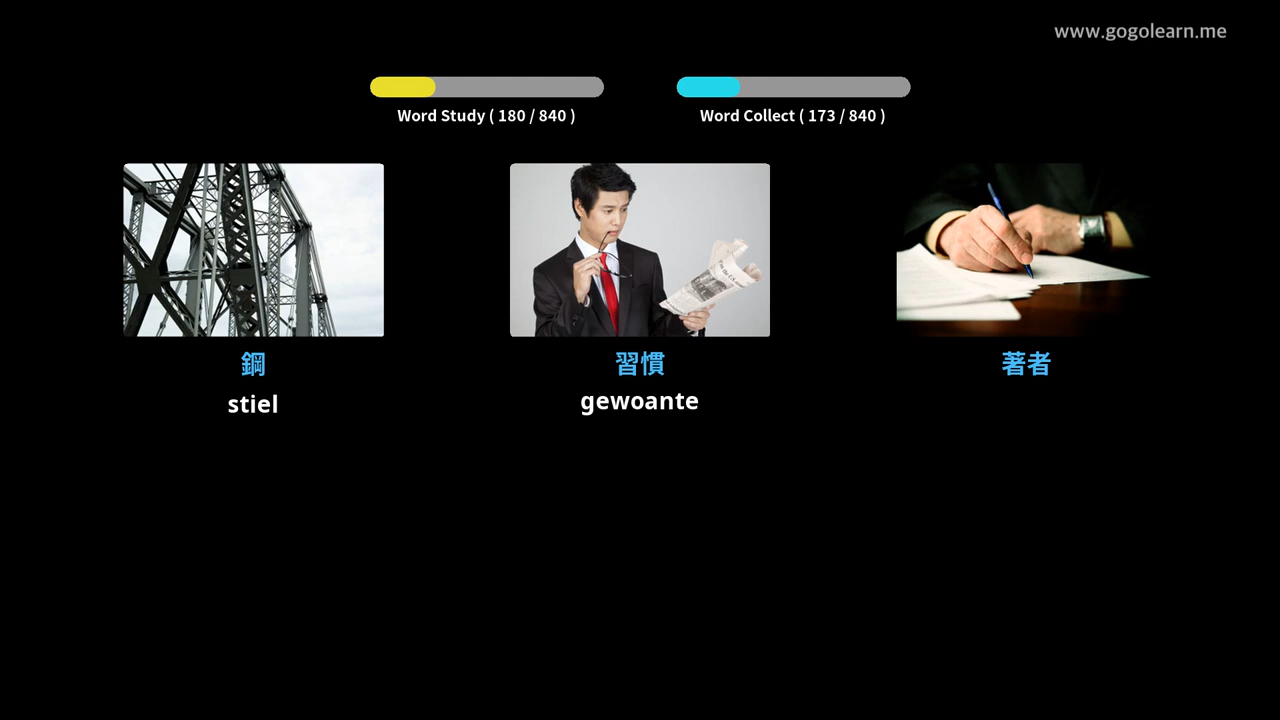 www.gogolearn.me
Word Study ( 180 / 840 )
Word Collect ( 173 / 840 )
鋼
習慣
著者
stiel
gewoante